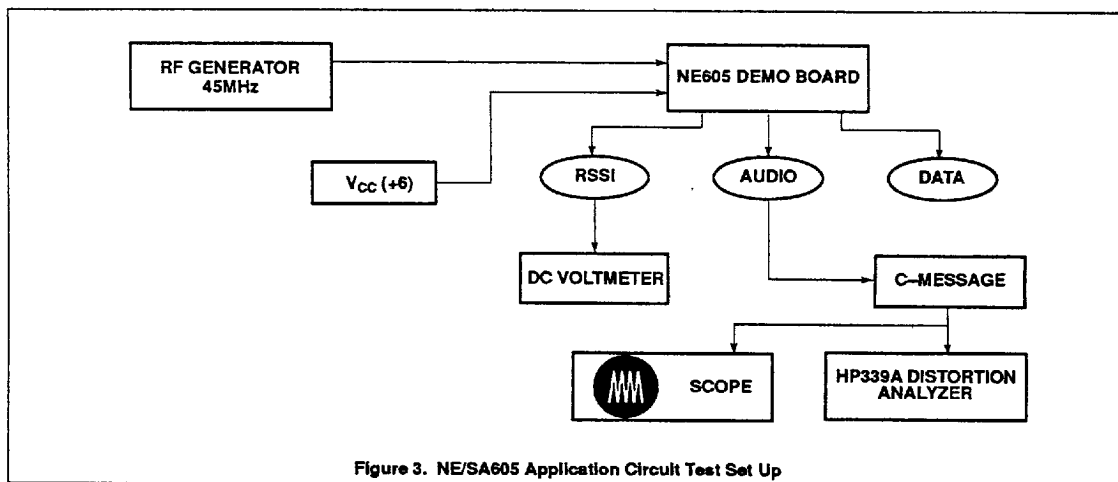 RF GENERATOR
45MHz
NE605 DEMO BOARD
VCC (+6)
RSSI
AUDIO
DATA
DC VOLTMETER
C–MESSAGE
SCOPE
HP339A DISTORTION
ANALYZER
Figure 3. NE/SA605 Application Circuit Test Set Up